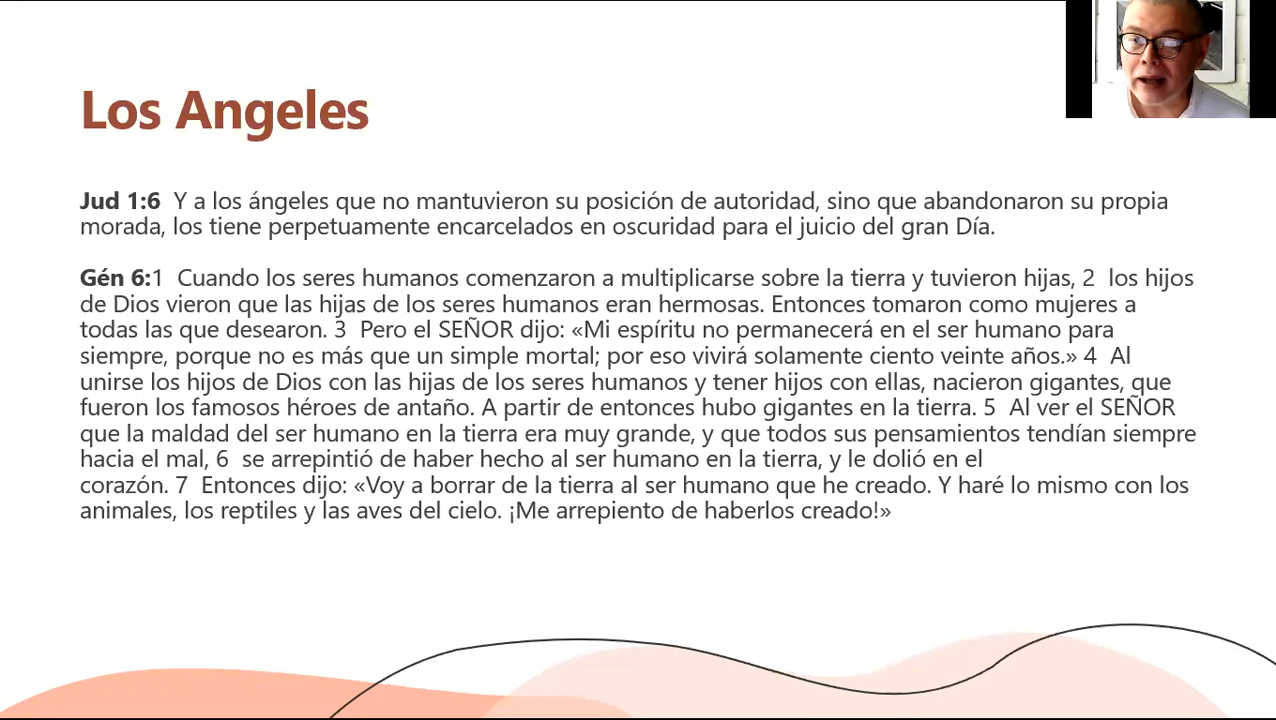 Los Angeles
Jud 1:6  Y a los ángeles que no mantuvieron su posición de autoridad, sino que abandonaron su propia
morada, los tiene perpetuamente encarcelados en oscuridad para el juicio del gran Día.
Gén 6:1  Cuando los seres humanos comenzaron a multiplicarse sobre la tierra y tuvieron hijas, 2  los hijos
de Dios vieron que las hijas de los seres humanos eran hermosas. Entonces tomaron como mujeres a
todas las que desearon. 3  Pero el SEÑOR dijo: «Mi espíritu no permanecerá en el ser humano para
siempre, porque no es más que un simple mortal; por eso vivirá solamente ciento veinte años.» 4  Al
unirse los hijos de Dios con las hijas de los seres humanos y tener hijos con ellas, nacieron gigantes, que
fueron los famosos héroes de antaño. A partir de entonces hubo gigantes en la tierra. 5  Al ver el SEÑOR
que la maldad del ser humano en la tierra era muy grande, y que todos sus pensamientos tendían siempre
hacia el mal, 6  se arrepintió de haber hecho al ser humano en la tierra, y le dolió en el
corazón. 7  Entonces dijo: «Voy a borrar de la tierra al ser humano que he creado. Y haré lo mismo con los
animales, los reptiles y las aves del cielo. ¡Me arrepiento de haberlos creado!»